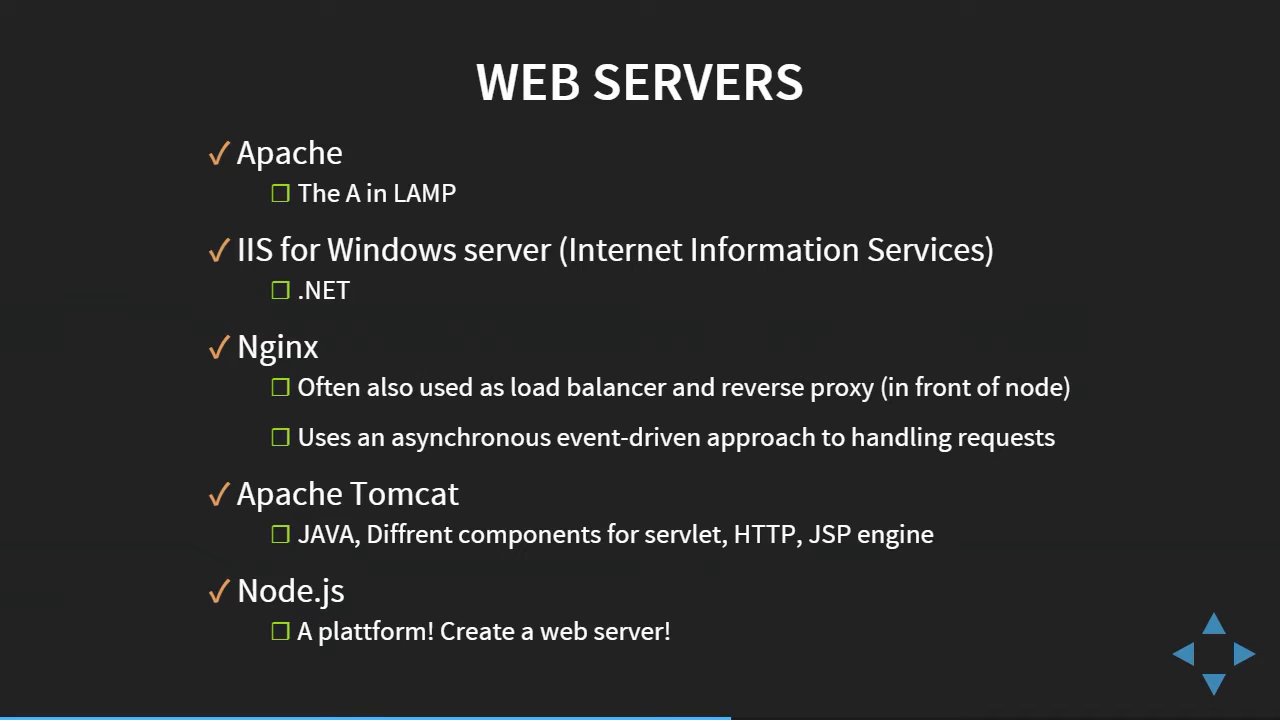 WEB SERVERS
✓ Apache
❐ The A in LAMP
✓ IIS for Windows server (Internet Information Services)
❐ .NET
✓ Nginx
❐ Often also used as load balancer and reverse proxy (in front of node)
❐ Uses an asynchronous event-driven approach to handling requests
✓ Apache Tomcat
❐ JAVA, Diffrent components for servlet, HTTP, JSP engine
✓ Node.js
❐ A plattform! Create a web server!